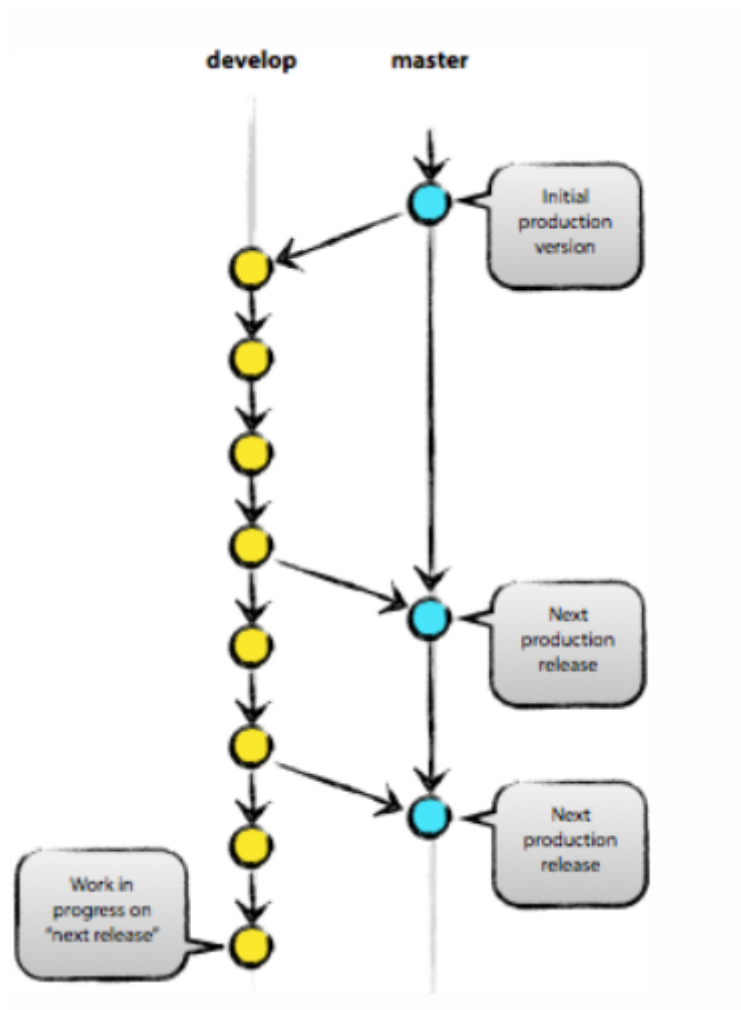 develop
master
Initial
production
version
Next
production
release
Next
production
release
Work in
progress on
“next release”